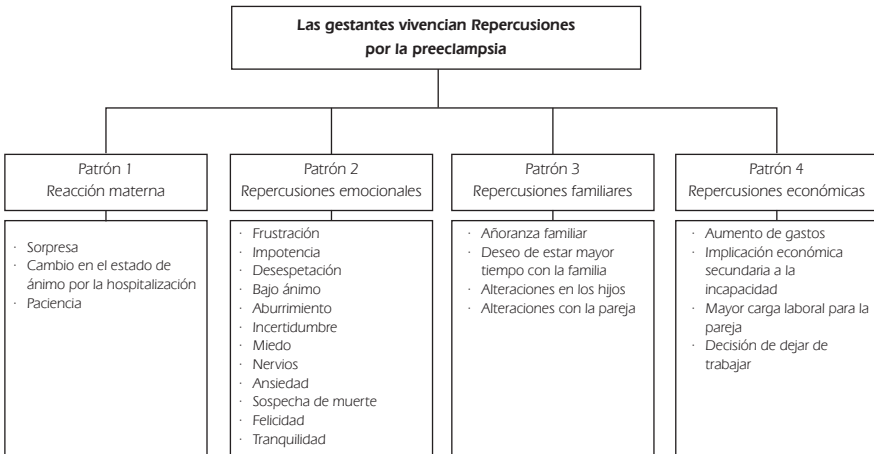 Las gestantes vivencian Repercusiones
por la preeclampsia
Patrón 1
Reacción materna
· Sorpresa
· Cambio en el estado de
ánimo por la hospitalización
· Paciencia
Patrón 2
Repercusiones emocionales
· Frustración
· Impotencia
· Desespetación
· Bajo ánimo
· Aburrimiento
· Incertidumbre
· Miedo
· Nervios
· Ansiedad
· Sospecha de muerte
· Felicidad
· Tranquilidad
Patrón 3
Repercusiones familiares
· Añoranza familiar
· Deseo de estar mayor
tiempo con la familia
· Alteraciones en los hijos
· Alteraciones con la pareja
Patrón 4
Repercusiones económicas
· Aumento de gastos
· Implicación económica
secundaria a la
incapacidad
· Mayor carga laboral para la
pareja
· Decisión de dejar de
trabajar